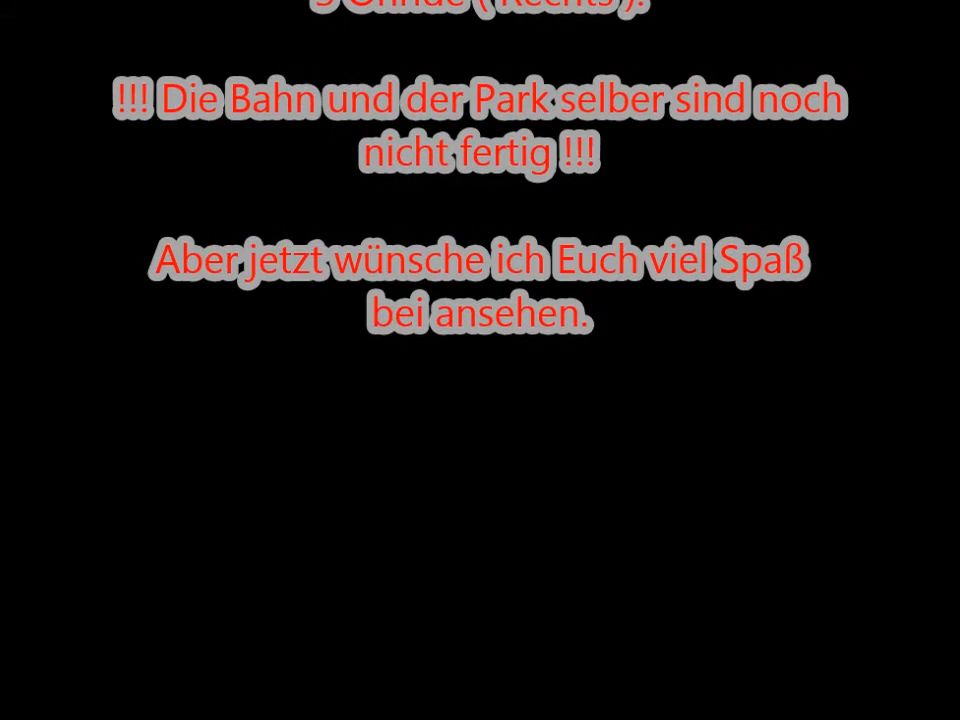 ( Rechts ).
!!! Die Bahn und der Park selber sind noch
nicht fertig !!!
Aber jetzt wünsche ich Euch viel Spaß
bei ansehen.